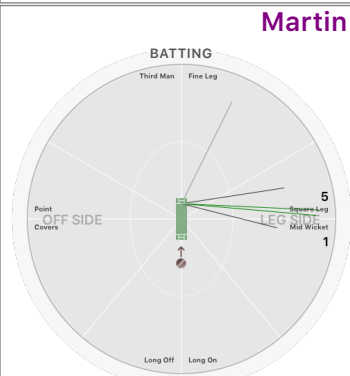 Martin
BATTING
Third Man Fine Leg
5
Point Square Leg
OFF SIDE LEG SIDE
Covers Mid Wicket
1
Long Off Long On